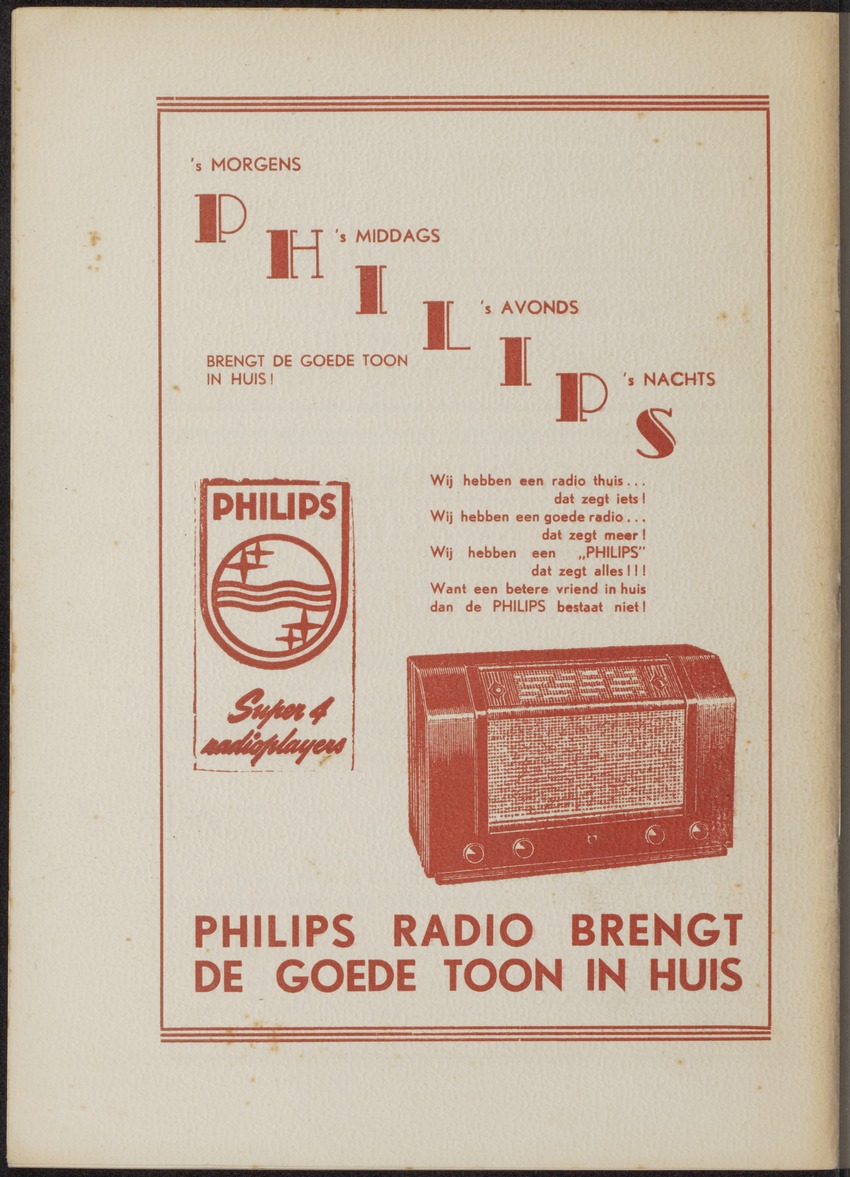 's MORGENS
PHILIPS
's MIDDAGS
's AVONDS
's NACHTS
BRENGT DE GOEDE TOON
IN HUIS!
Wij hebben een radio thuis...
dat zegt iets!
Wij hebben een goede radio...
dat zegt meer!
Wij hebben een „PHILIPS”
dat zegt alles!!!
Want een betere vriend in huis
dan de PHILIPS bestaat niet!
PHILIPS
Super 4
radioplayers
PHILIPS RADIO BRENGT
DE GOEDE TOON IN HUIS